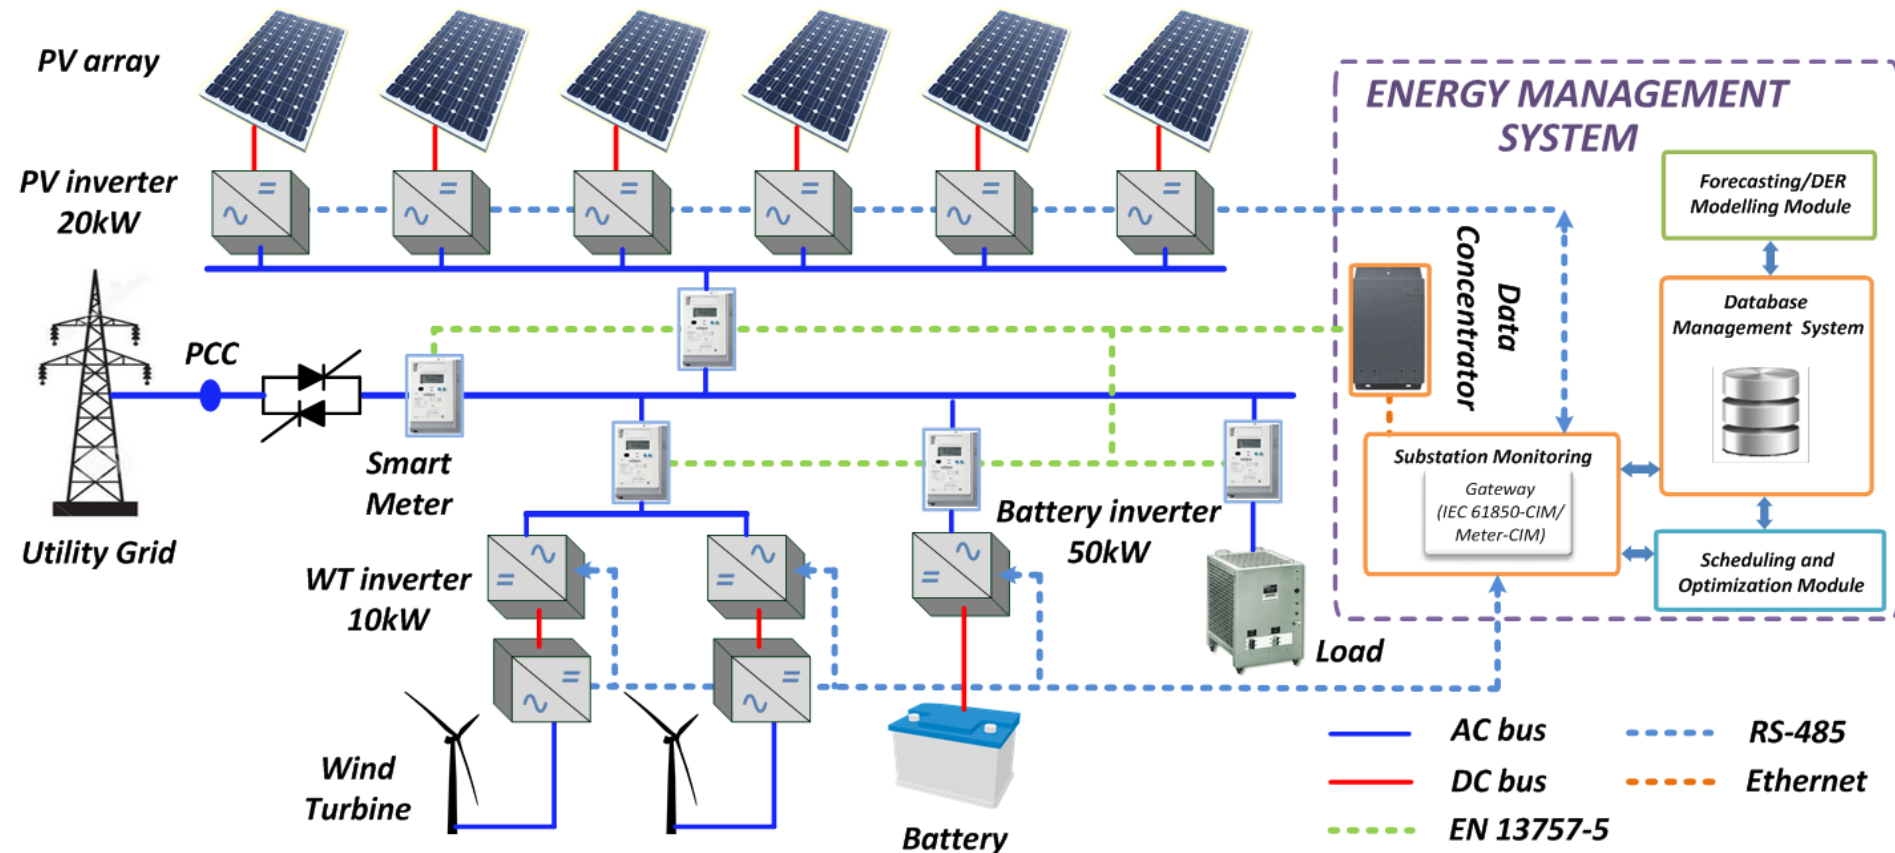 PV array
PV inverter
20kW
Utility Grid
PCC
Smart
Meter
WT inverter
10kW
Wind
Turbine
Battery inverter
50kW
Battery
Load
ENERGY MANAGEMENT
SYSTEM
Data
Concentrator
Forecasting/DER
Modelling Module
Database
Management System
Substation Monitoring
Gateway
(IEC 61850-CIM/
Meter-CIM)
Scheduling and
Optimization Module
AC bus
DC bus
EN 13757-5
RS-485
Ethernet